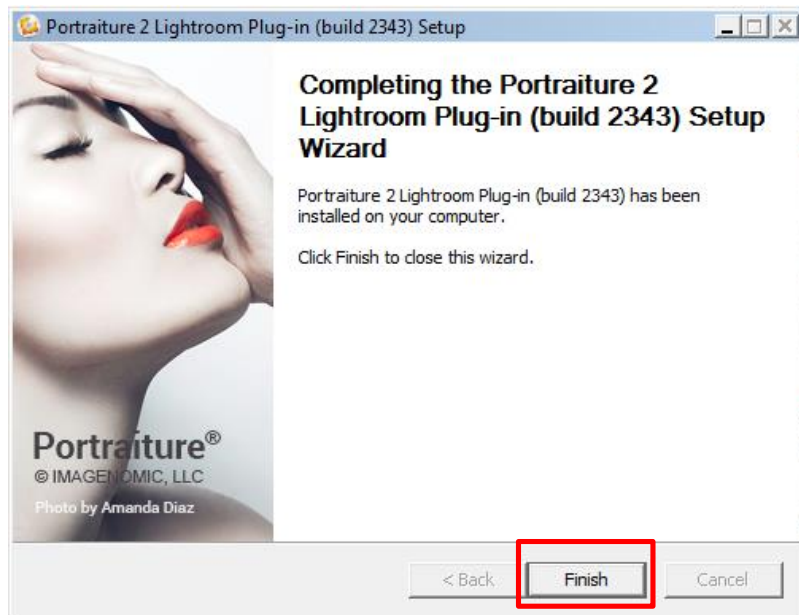 Portraiture 2 Lightroom Plug-in (build 2343) Setup
Completing the Portraiture 2
Lightroom Plug-in (build 2343) Setup
Wizard
Portraiture 2 Lightroom Plug-in (build 2343) has been
installed on your computer.
Click Finish to close this wizard.
Portraiture®
© IMAGENOMIC, LLC
Photo by Amanda Diaz
< Back
Finish
Cancel